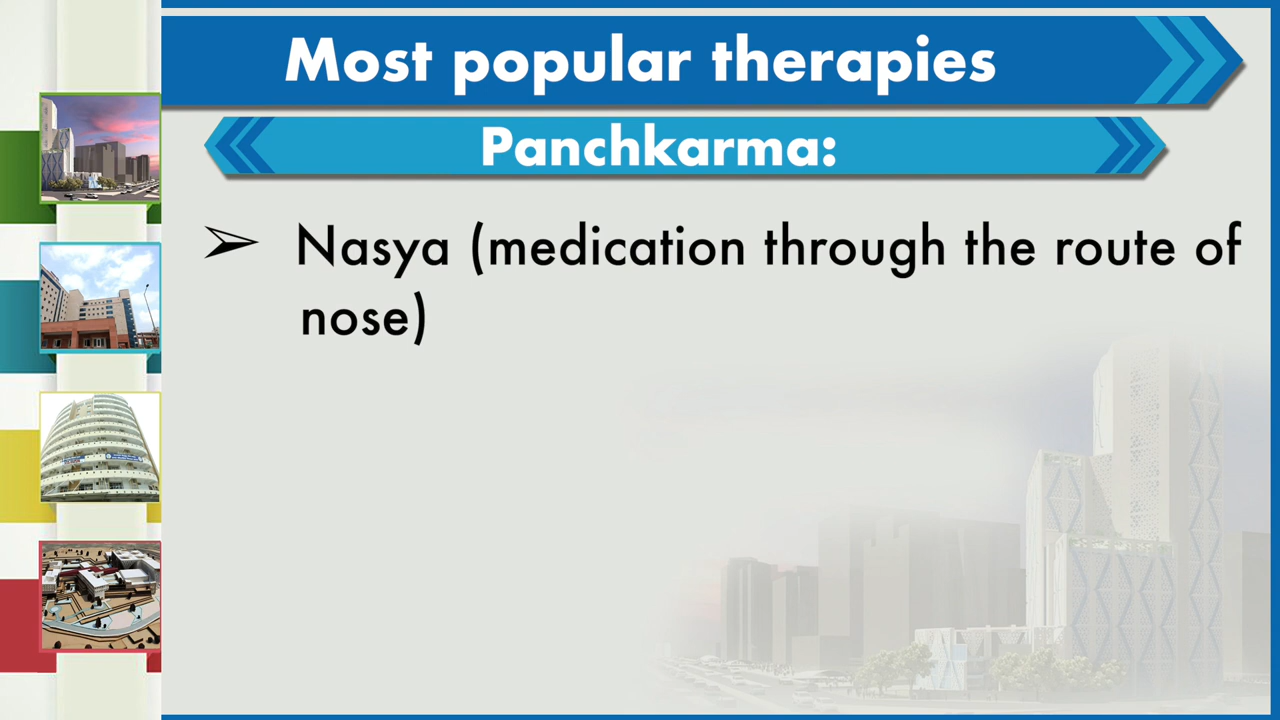 Most popular therapies
Panchkarma:
➢ Nasya (medication through the route of
nose)